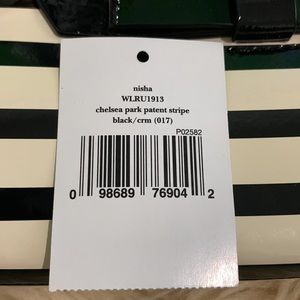 nisha
WLRU1913
chelsea park patent stripe
black/crm (017)
P02582
0 98689 76904 2